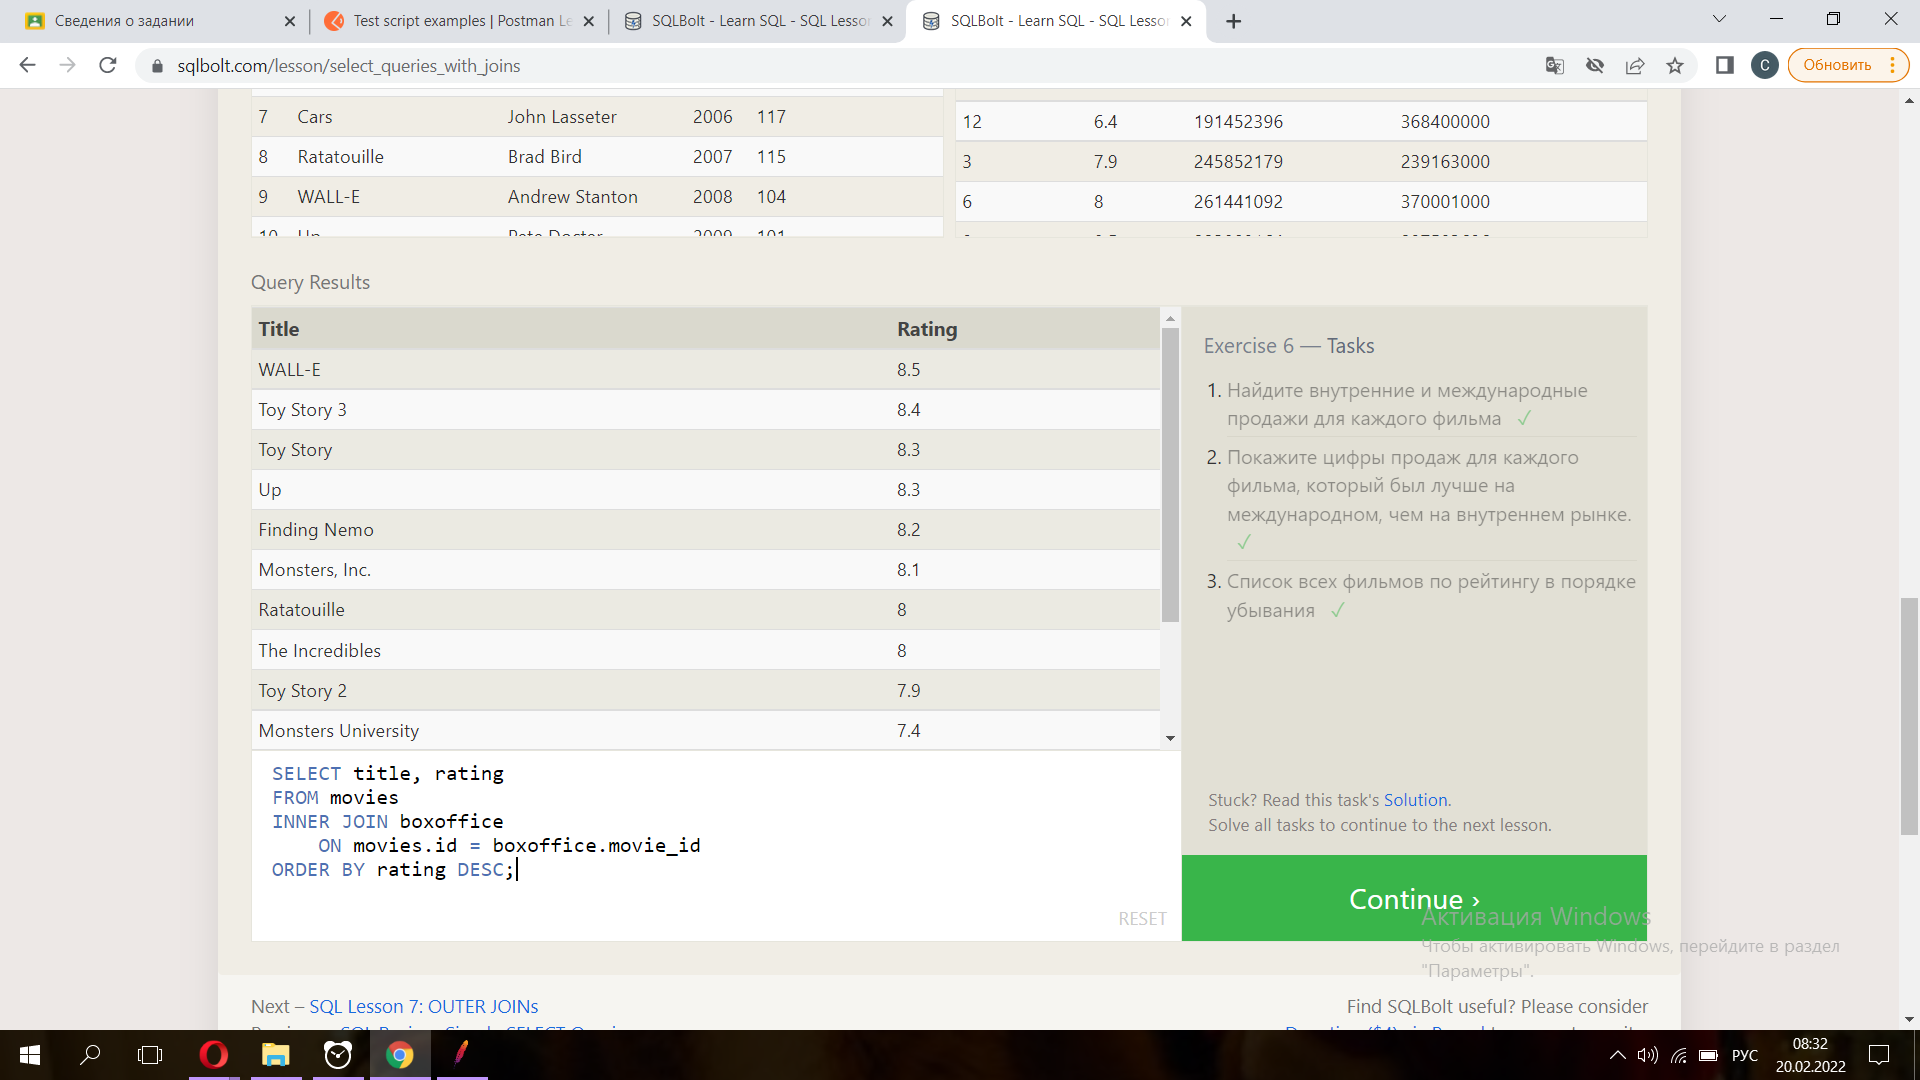 Сведения о задании
Test script examples | Postman Le
SQLBolt - Learn SQL - SQL Lesson
SQLBolt - Learn SQL - SQL Lesson
sqlbolt.com/lesson/select_queries_with_joins
C
Обновить
7 Cars John Lasseter 2006 117
8 Ratatouille Brad Bird 2007 115
9 WALL-E Andrew Stanton 2008 104
10 Up Pete Docter 2009 101
12 6.4 191452396 368400000
3 7.9 245852179 239163000
6 8 261441092 370001000
Query Results
Title Rating
WALL-E 8.5
Toy Story 3 8.4
Toy Story 8.3
Up 8.3
Finding Nemo 8.2
Monsters, Inc. 8.1
Ratatouille 8
The Incredibles 8
Toy Story 2 7.9
Monsters University 7.4
SELECT title, rating
FROM movies
INNER JOIN boxoffice
ON movies.id = boxoffice.movie_id
ORDER BY rating DESC;
RESET
Exercise 6 — Tasks
1. Найдите внутренние и международные
продажи для каждого фильма ✓
2. Покажите цифры продаж для каждого
фильма, который был лучше на
международном, чем на внутреннем рынке.
✓
3. Список всех фильмов по рейтингу в порядке
убывания ✓
Stuck? Read this task's Solution.
Solve all tasks to continue to the next lesson.
Continue ›
Активация Windows
Чтобы активировать Windows, перейдите в раздел
"Параметры".
Next – SQL Lesson 7: OUTER JOINs
Find SQLBolt useful? Please consider
РУС
08:32
20.02.2022